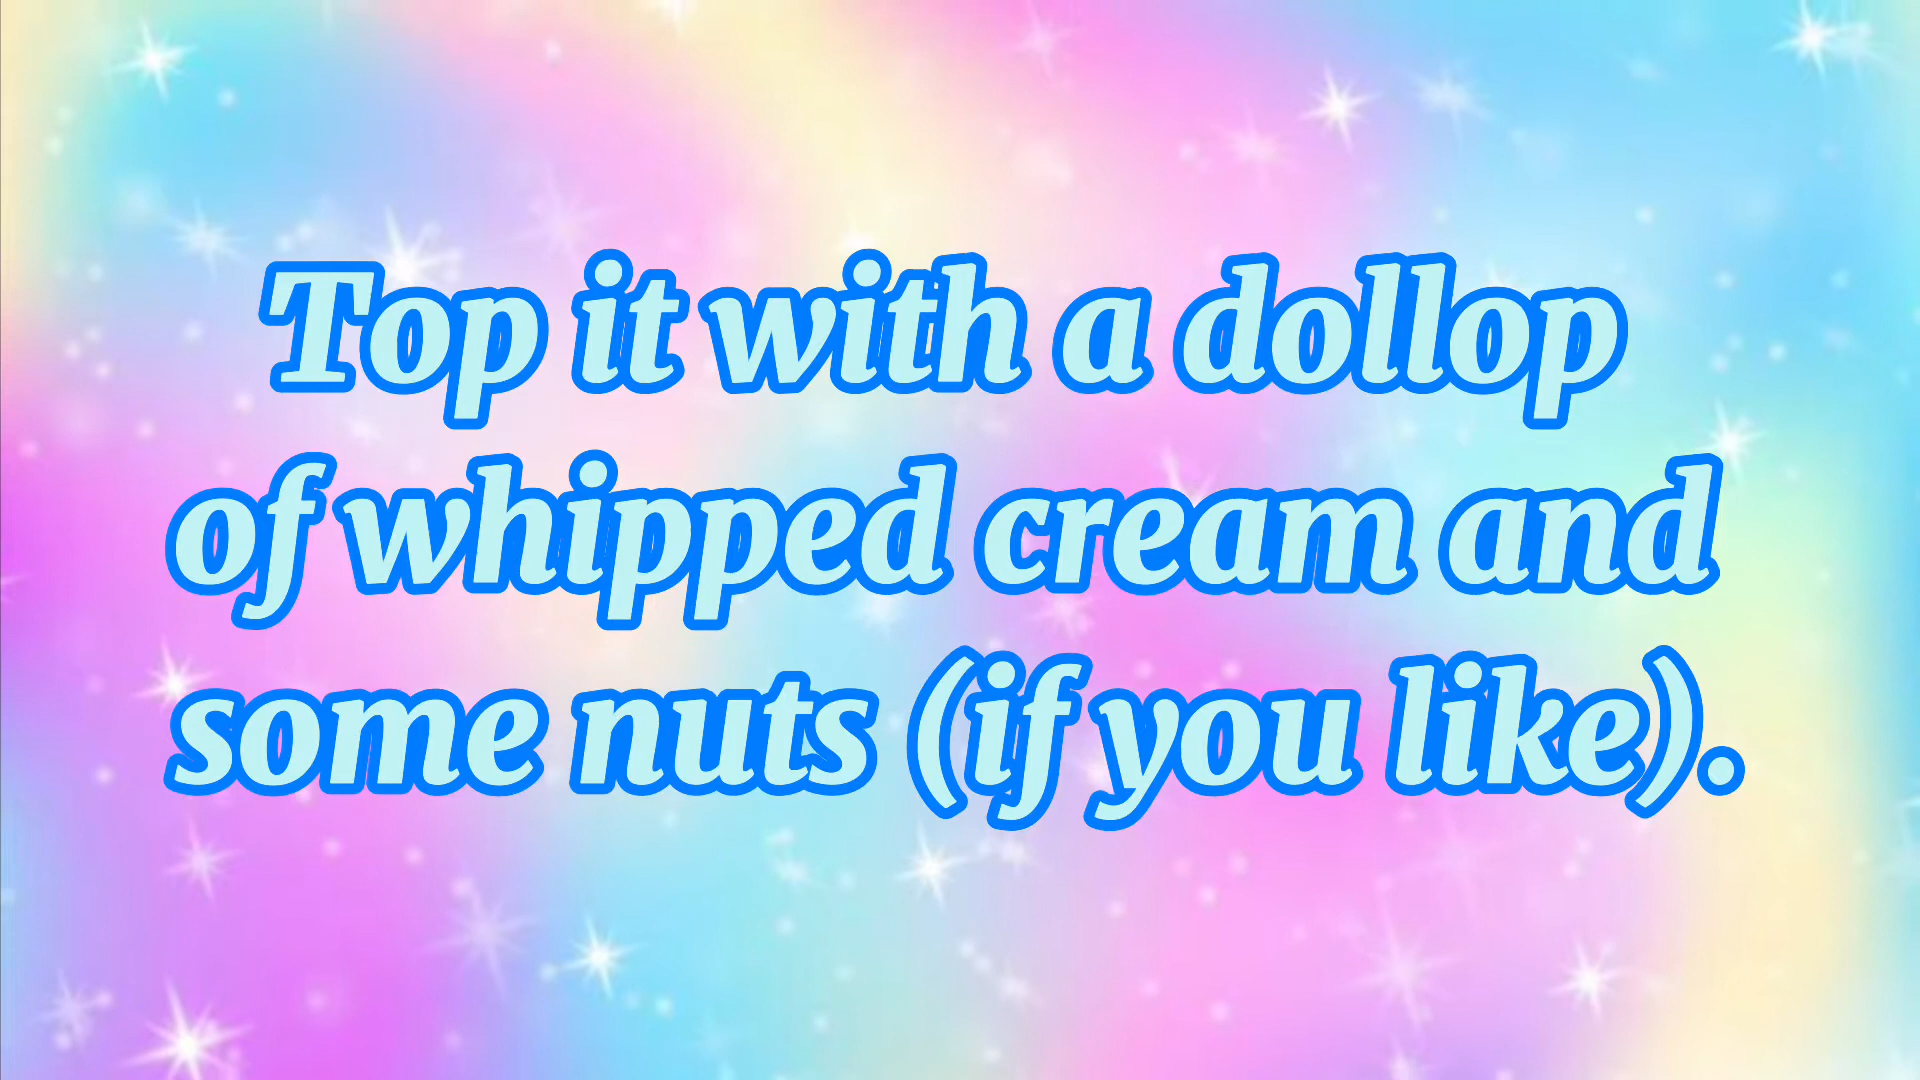 Top it with a dollop
of whipped cream and
some nuts (if you like).